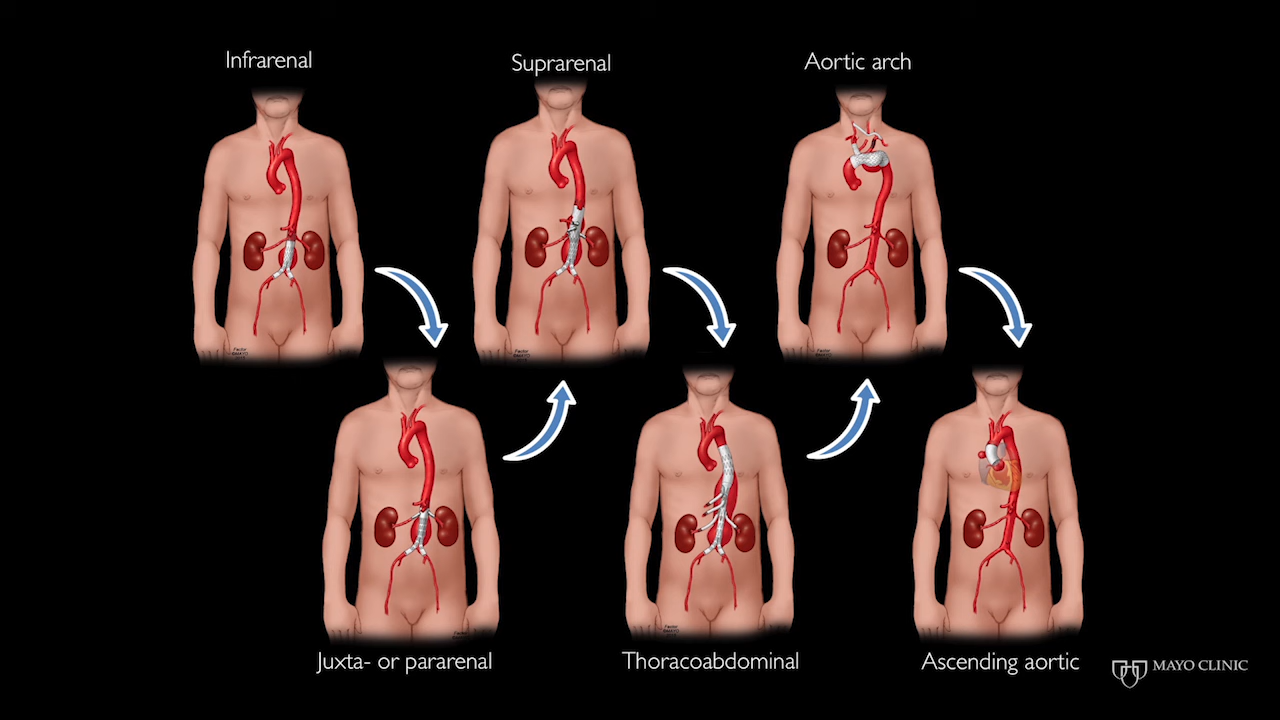 Infrarenal
Suprarenal
Aortic arch
Juxta- or pararenal
Thoracoabdominal
Ascending aortic
MAYO CLINIC